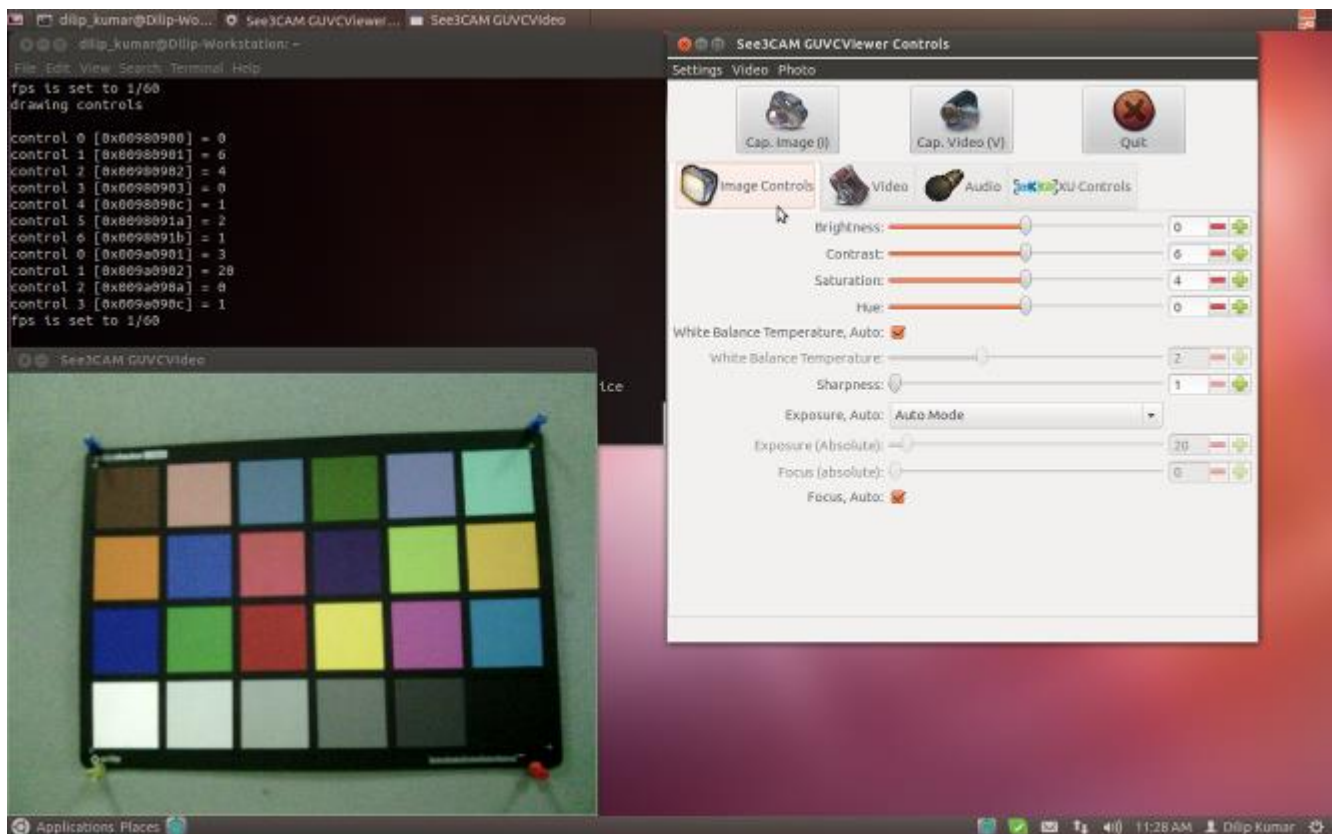 dilip_kumar@Dilip-Wo...
See3CAM GUVCViewer...
See3CAM GUVCVideo
dilip_kumar@Dilip-Workstation: ~
File Edit View Search Terminal Help
fps is set to 1/60
drawing controls
control 0 [0x00980900] = 0
control 1 [0x00980901] = 6
control 2 [0x00980902] = 4
control 3 [0x00980903] = 0
control 4 [0x0098090c] = 1
control 5 [0x0098091a] = 2
control 6 [0x0098091b] = 1
control 0 [0x009a0901] = 3
control 1 [0x009a0902] = 20
control 2 [0x009a090a] = 0
control 3 [0x009a090c] = 1
fps is set to 1/60
ice
See3CAM GUVCVideo
See3CAM GUVCViewer Controls
Settings Video Photo
Cap. Image (I)
Cap. Video (V)
Quit
Image Controls
Video
Audio
XU Controls
Brightness: 0
Contrast: 6
Saturation: 4
Hue: 0
White Balance Temperature, Auto:
White Balance Temperature: 2
Sharpness: 1
Exposure, Auto: Auto Mode
Exposure (Absolute): 20
Focus (absolute): 0
Focus, Auto:
Applications Places
11:28 AM
Dilip Kumar